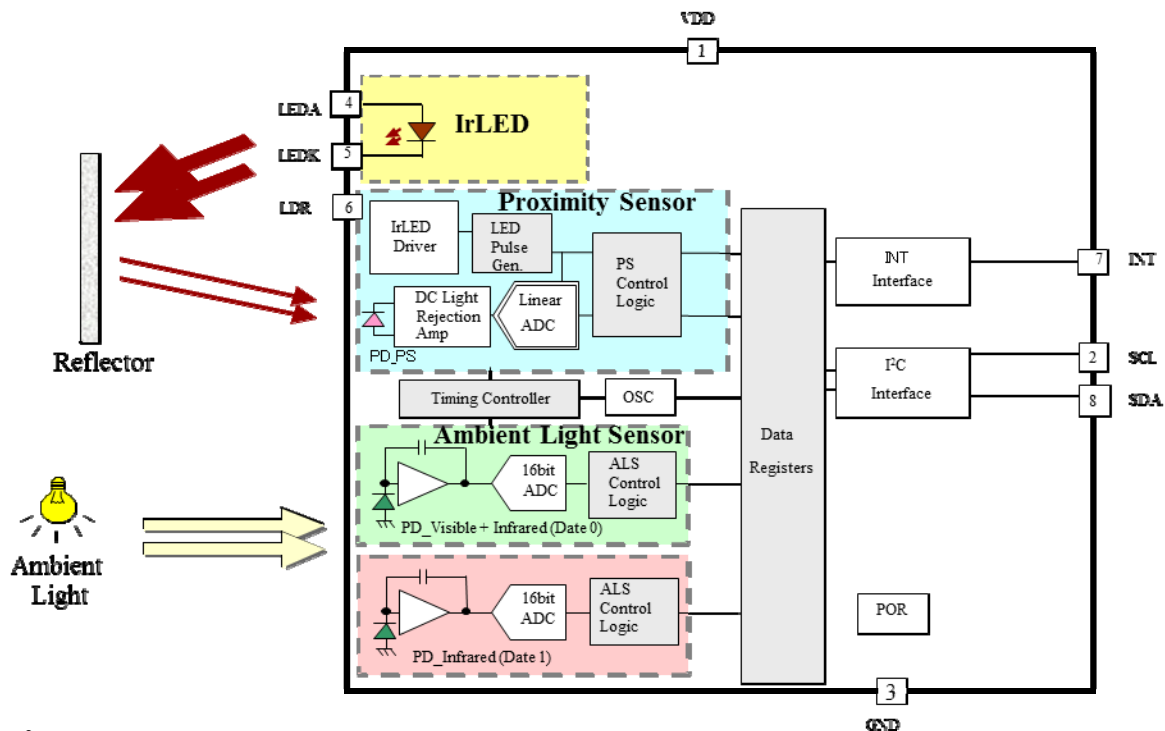 VDD
1
LEDA
4
IrLED
LEDK
5
LDR
6
Proximity Sensor
IrLED
Driver
LED
Pulse
Gen.
PS
Control
Logic
DC Light
Rejection
Amp
Linear
ADC
PD_PS
INT
Interface
7
INT
Reflector
I²C
Interface
2
SCL
8
SDA
Timing Controller
OSC
Data
Registers
Ambient Light Sensor
16bit
ADC
ALS
Control
Logic
PD_Visible + Infrared (Date 0)
Ambient
Light
16bit
ADC
ALS
Control
Logic
PD_Infrared (Date 1)
POR
3
GND